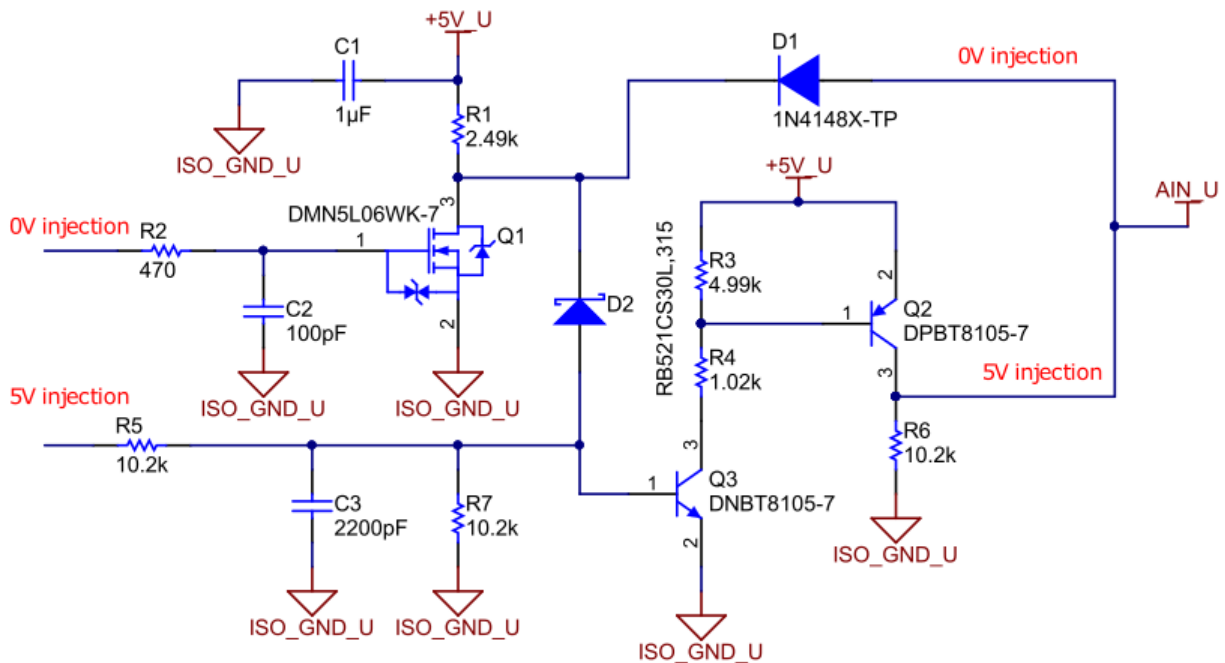 +5V_U
C1
1µF
ISO_GND_U
R1
2.49k
D1
1N4148X-TP
0V injection
+5V_U
AIN_U
0V injection
R2
470
DMN5L06WK-7
3
1
2
Q1
C2
100pF
ISO_GND_U
ISO_GND_U
D2
RB521CS30L,315
R3
4.99k
2
1
Q2
DPBT8105-7
3
R4
1.02k
5V injection
5V injection
R5
10.2k
C3
2200pF
R7
10.2k
3
1
Q3
DNBT8105-7
2
R6
10.2k
ISO_GND_U
ISO_GND_U
ISO_GND_U
ISO_GND_U